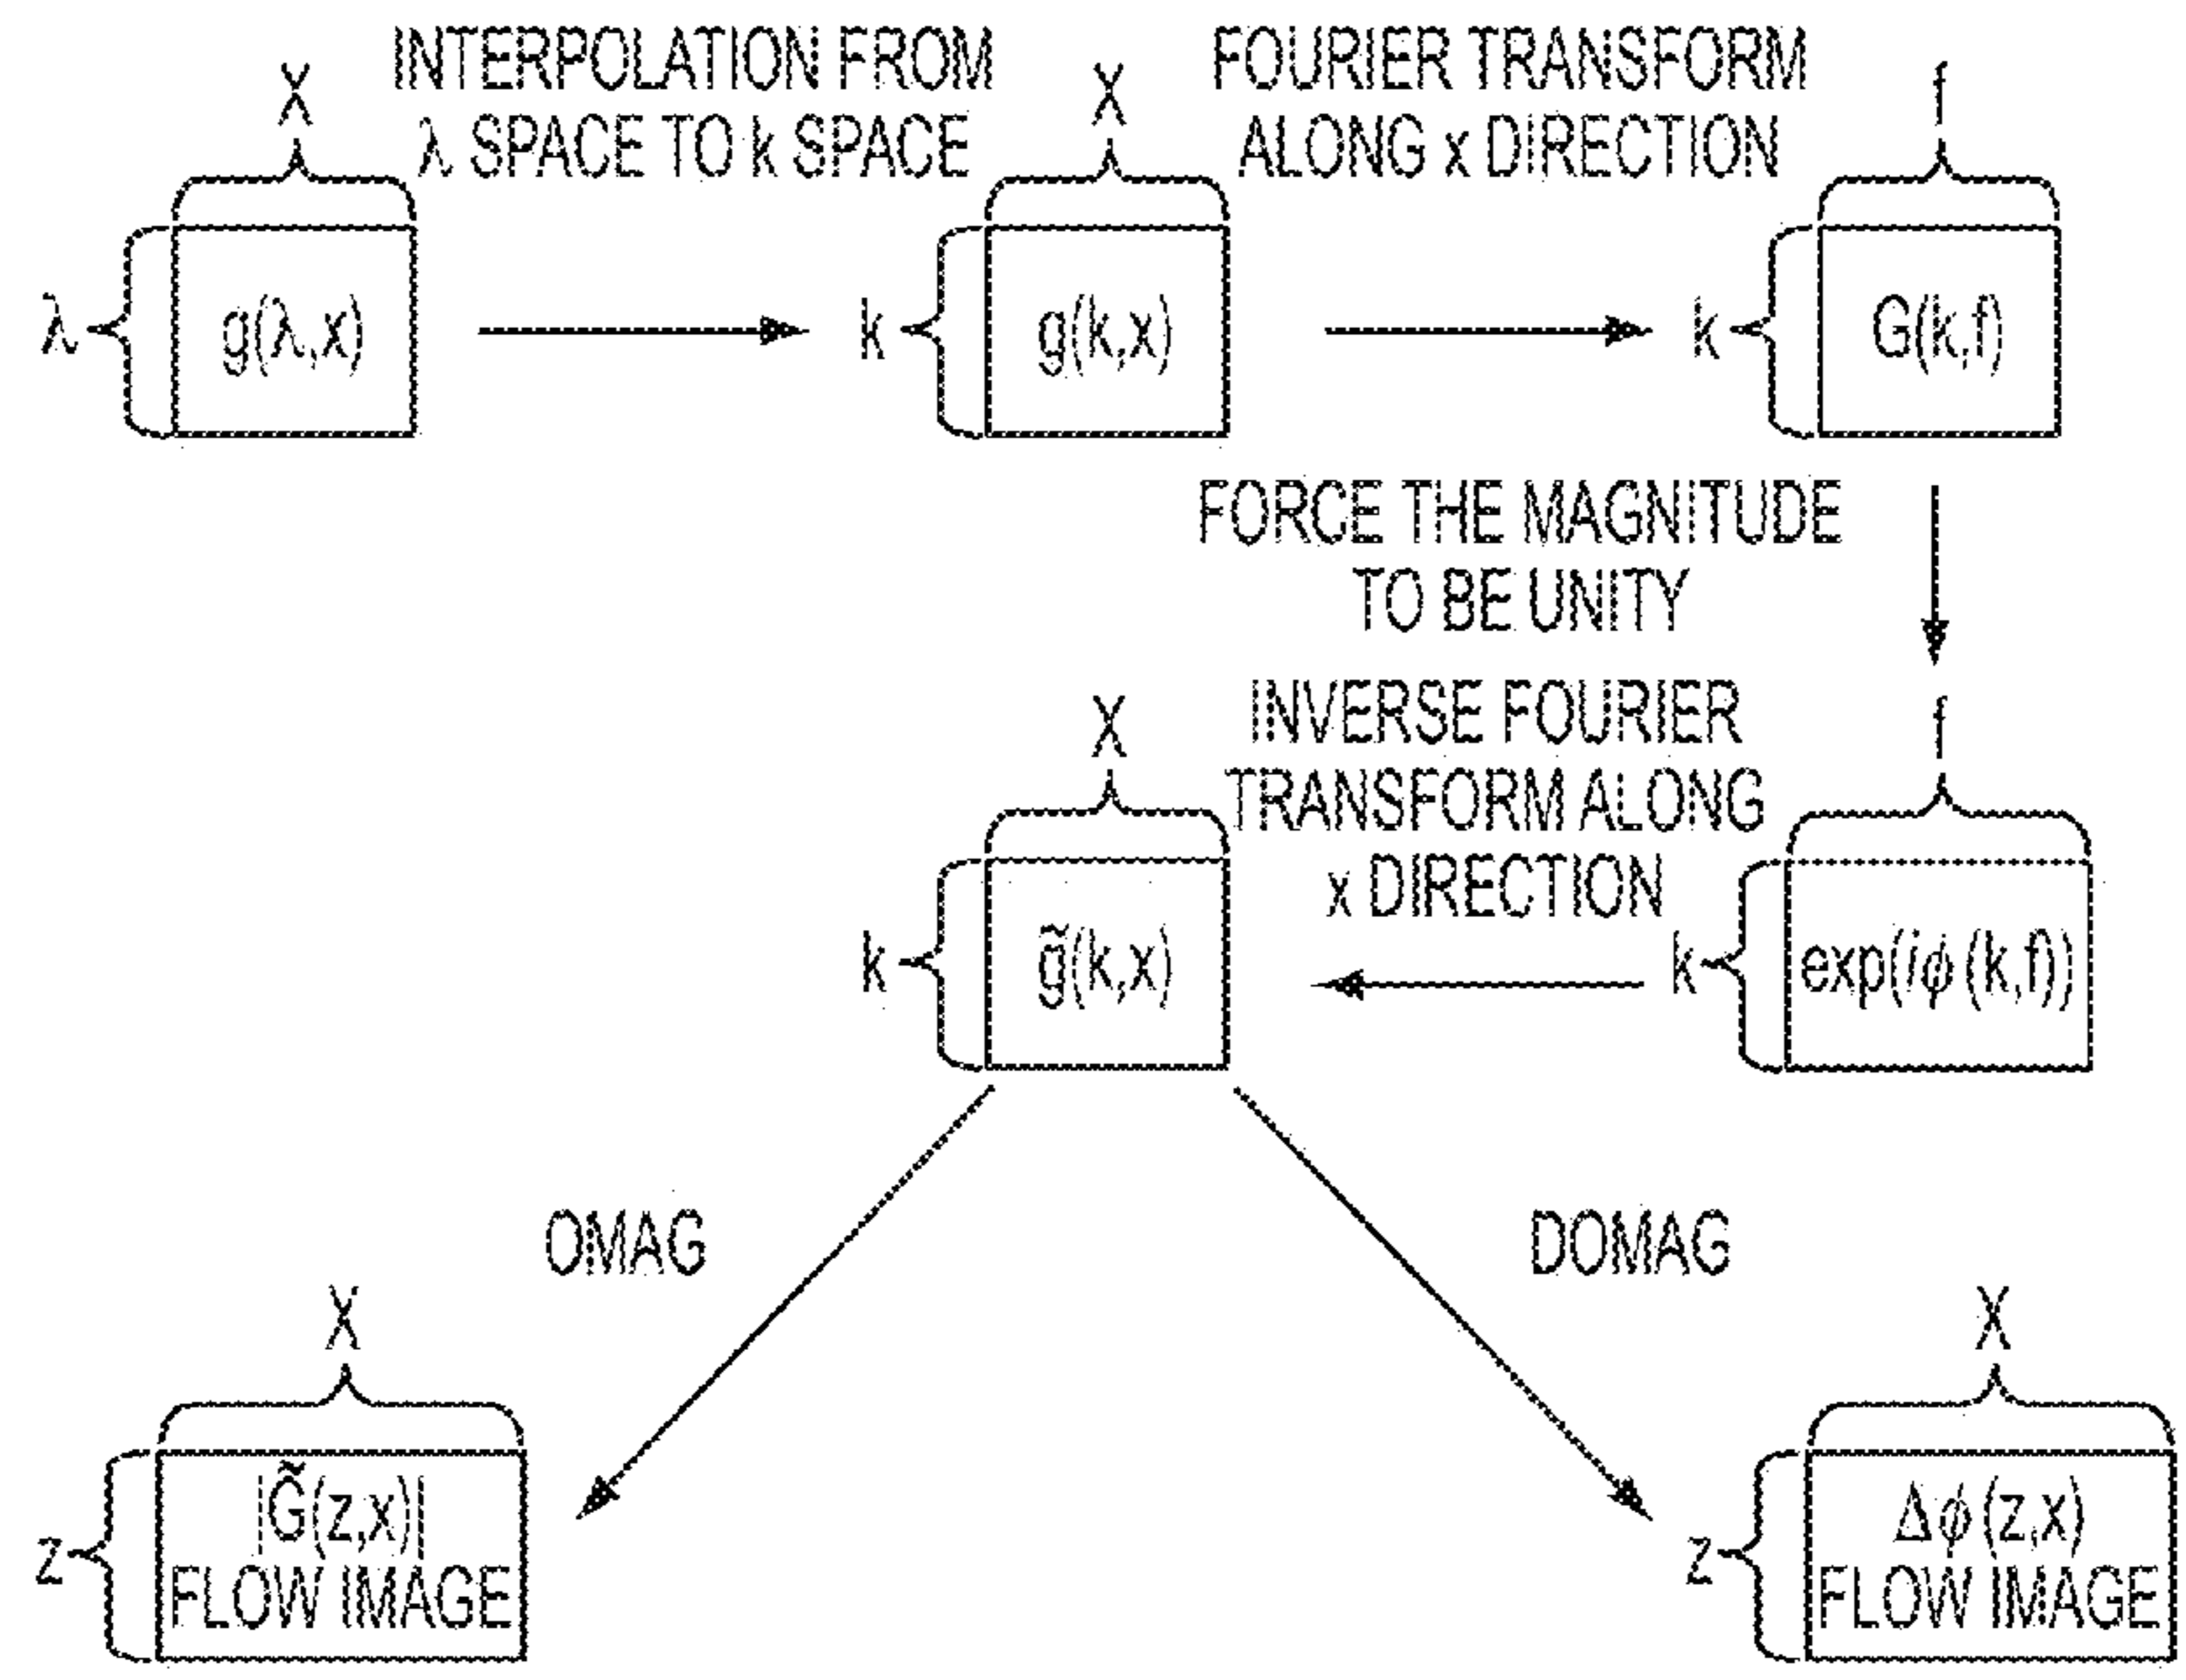 X
INTERPOLATION FROM
λ SPACE TO k SPACE
X
FOURIER TRANSFORM
ALONG x DIRECTION
f
λ
g(λ,x)
k
g(k,x)
k
G(k,f)
FORCE THE MAGNITUDE
TO BE UNITY
X
INVERSE FOURIER
TRANSFORM ALONG
x DIRECTION
f
k
g̃(k,x)
k
exp(iϕ(k,f))
OMAG
DOMAG
X
X
z
|G̃(z,x)|
FLOW IMAGE
z
Δϕ(z,x)
FLOW IMAGE